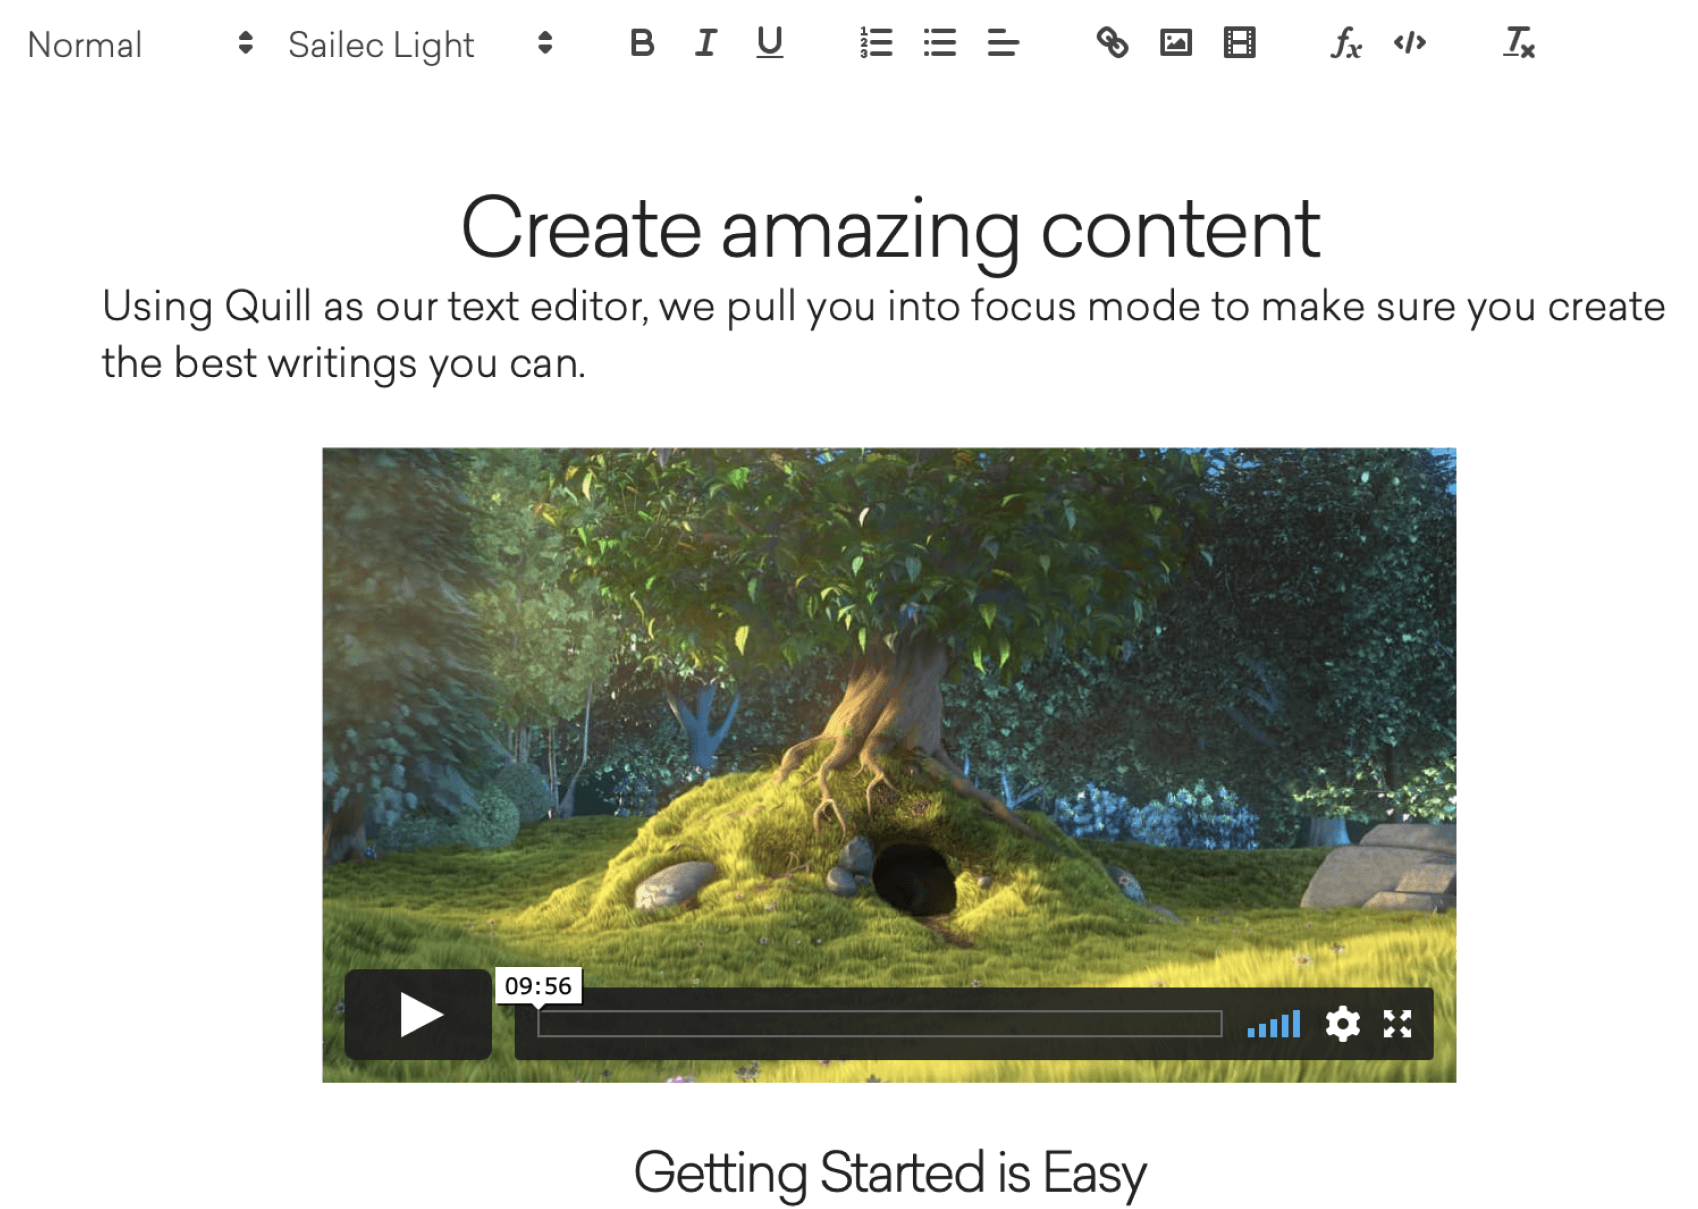 Normal Sailec Light
Create amazing content
Using Quill as our text editor, we pull you into focus mode to make sure you create
the best writings you can.
09:56
Getting Started is Easy